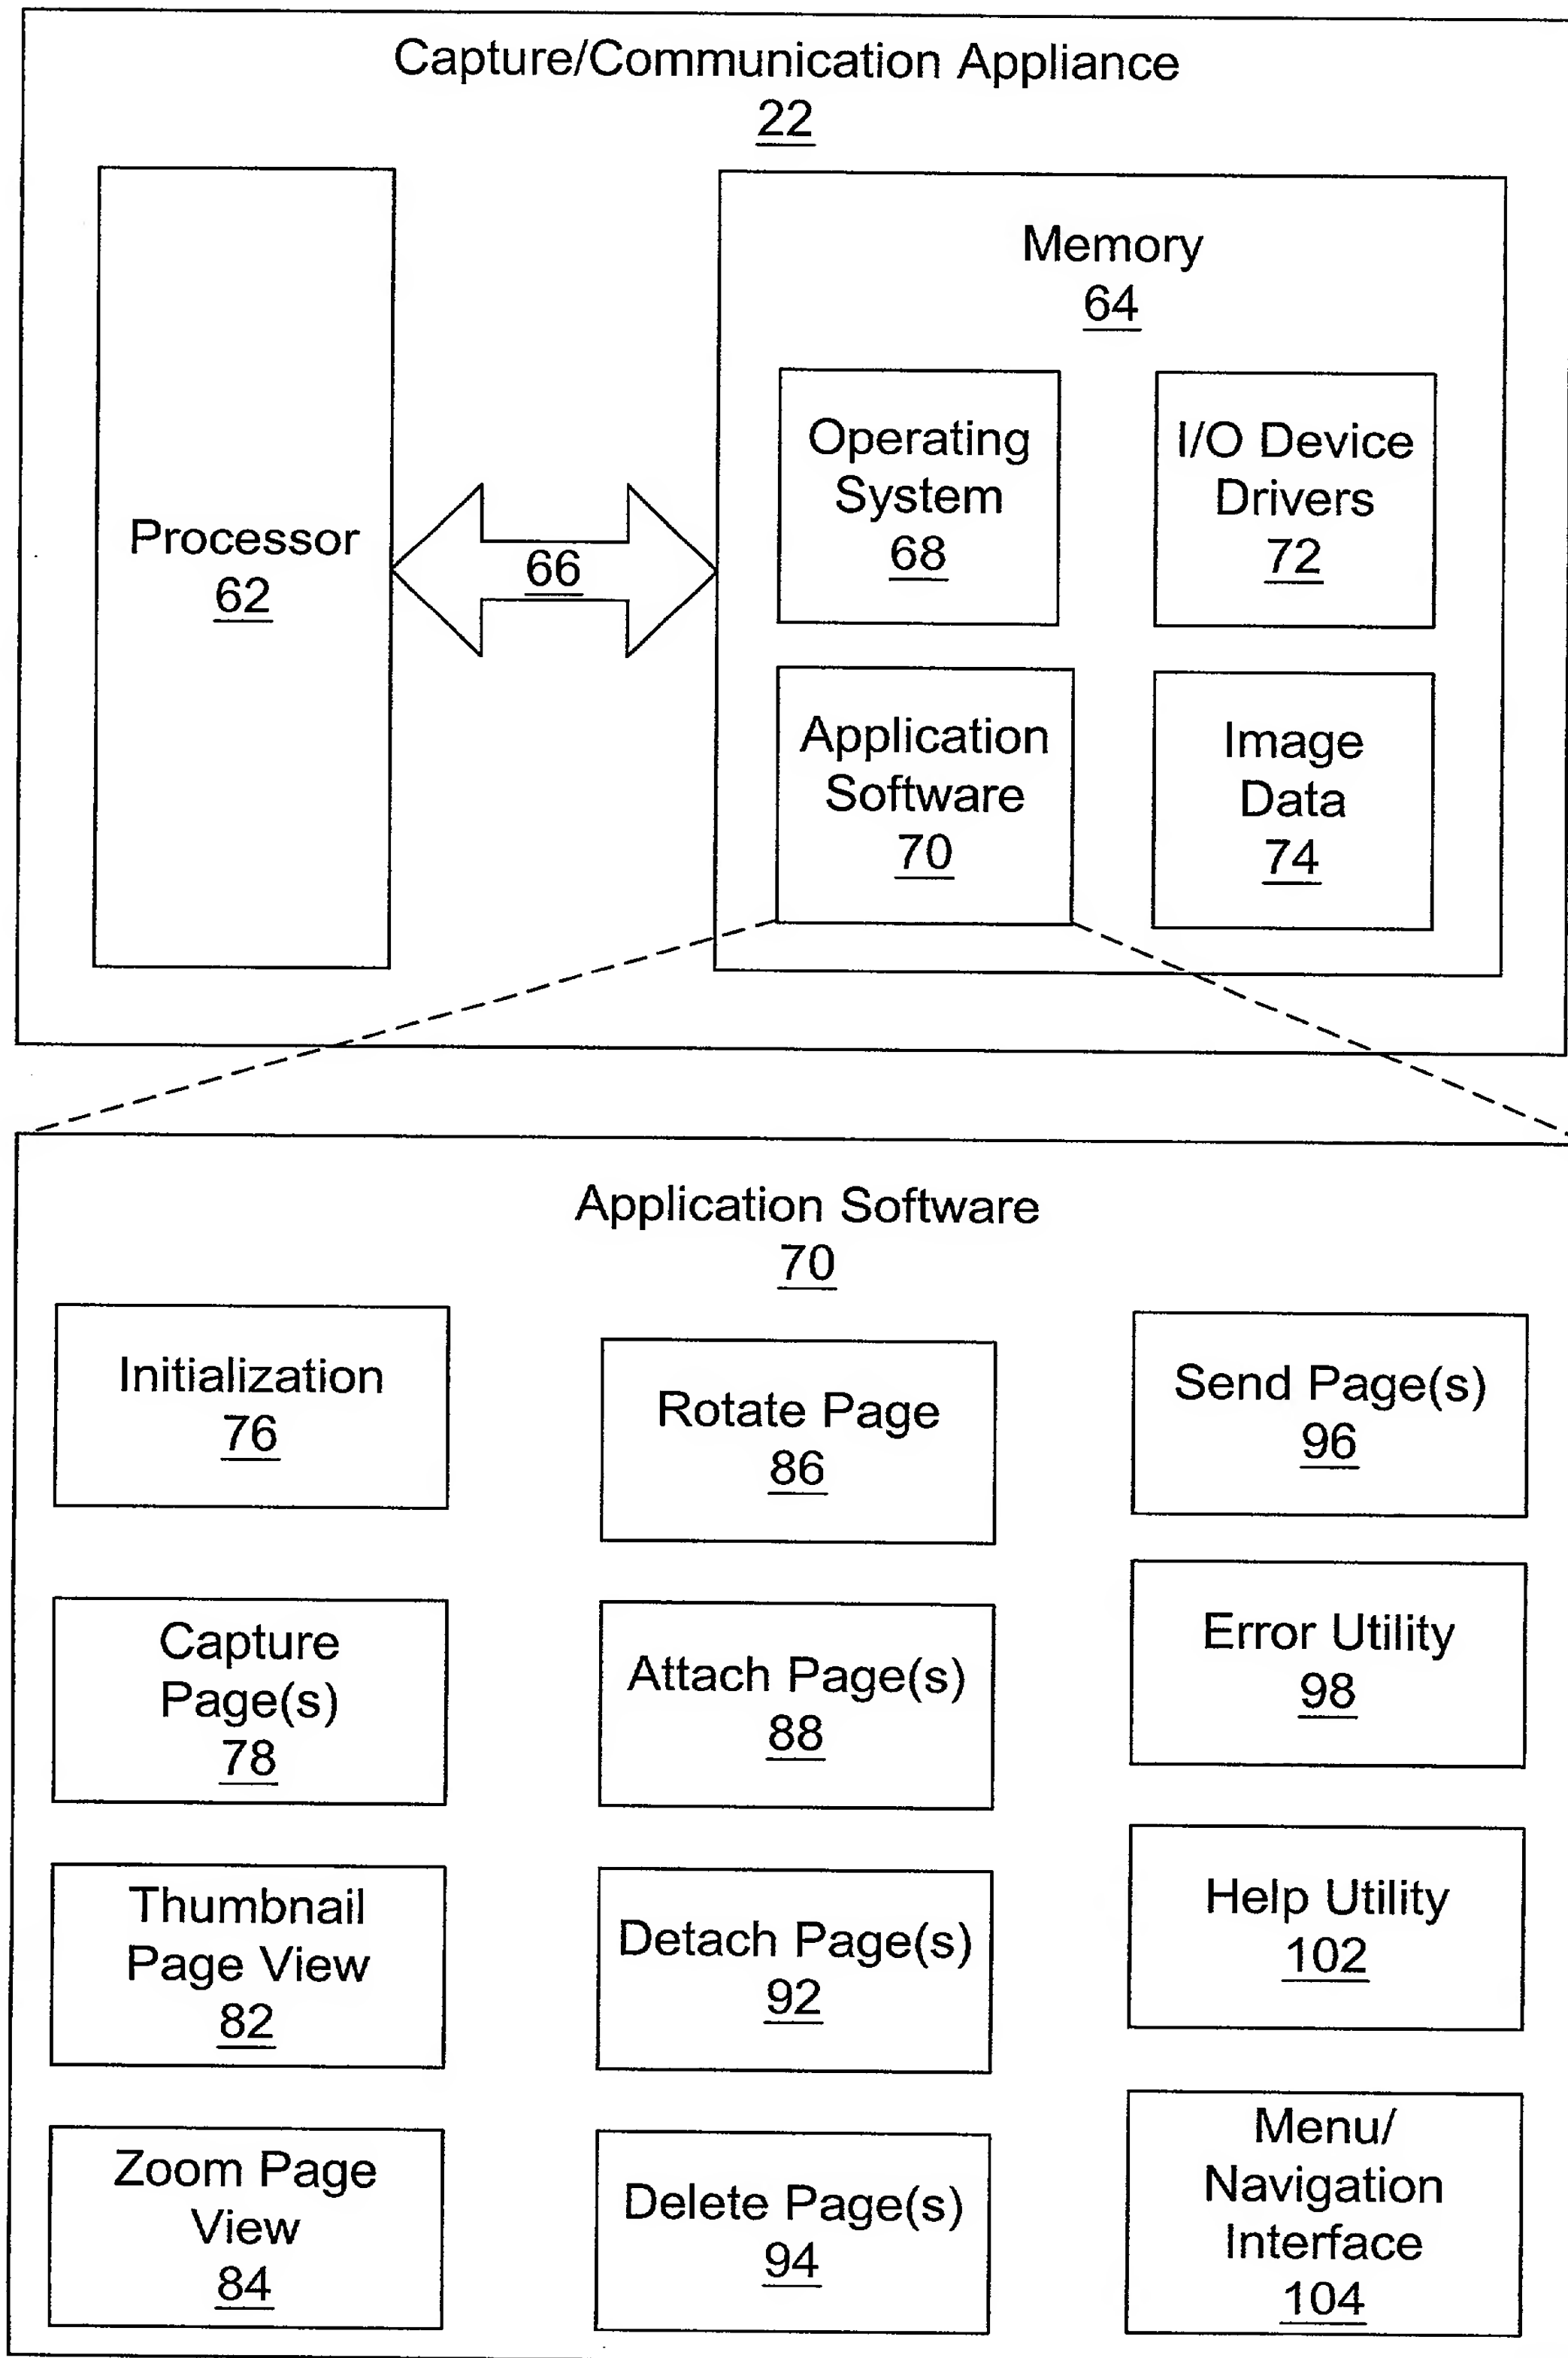 Capture/Communication Appliance
22
Processor
62
66
Memory
64
Operating
System
68
I/O Device
Drivers
72
Application
Software
70
Image
Data
74
Application Software
70
Initialization
76
Capture
Page(s)
78
Thumbnail
Page View
82
Zoom Page
View
84
Rotate Page
86
Attach Page(s)
88
Detach Page(s)
92
Delete Page(s)
94
Send Page(s)
96
Error Utility
98
Help Utility
102
Menu/
Navigation
Interface
104